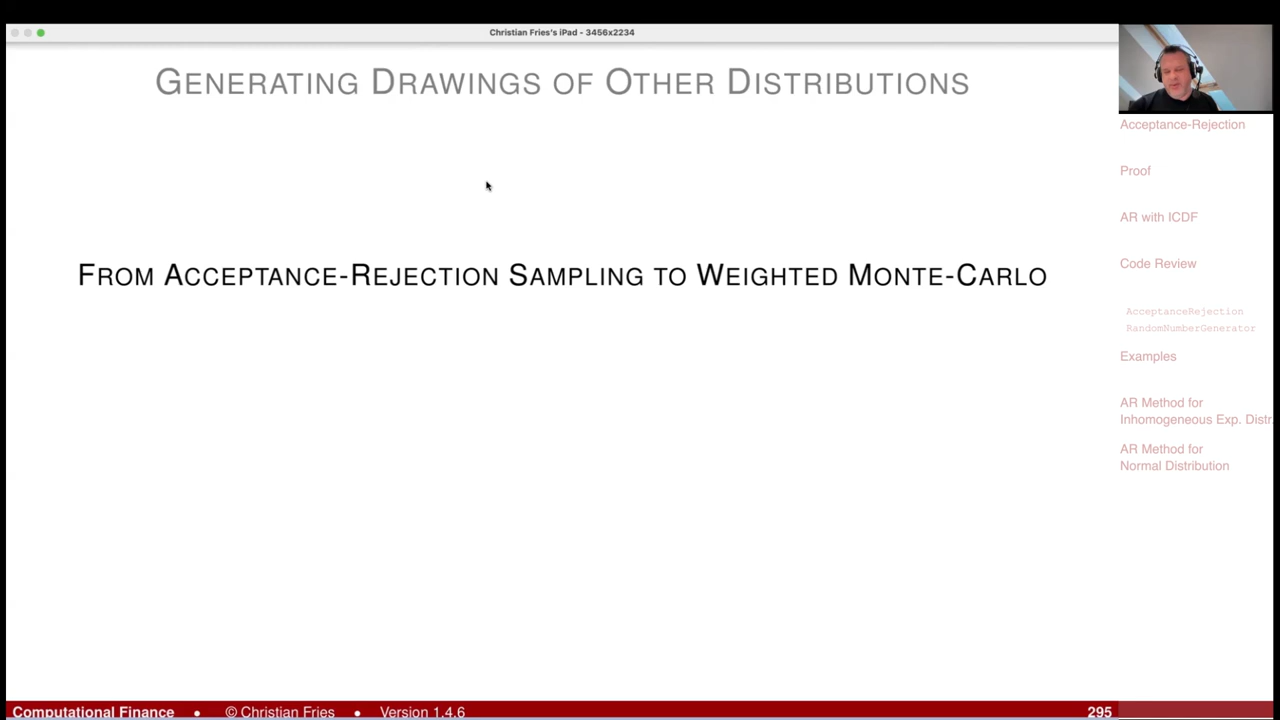 Christian Fries's iPad - 3456x2234
GENERATING DRAWINGS OF OTHER DISTRIBUTIONS
FROM ACCEPTANCE-REJECTION SAMPLING TO WEIGHTED MONTE-CARLO
Acceptance-Rejection
Proof
AR with ICDF
Code Review
AcceptanceRejection
RandomNumberGenerator
Examples
AR Method for
Inhomogeneous Exp. Distr.
AR Method for
Normal Distribution
Computational Finance • © Christian Fries • Version 1.4.6 295